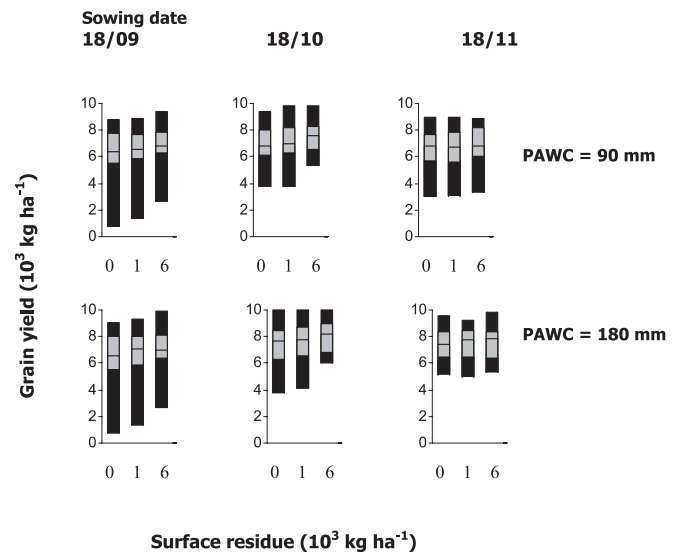 Sowing date
18/09 18/10 18/11
10 10 10
8 8 8
6 6 6
4 4 4
2 2 2
0 0 0
PAWC = 90 mm
0 1 6 0 1 6 0 1 6
Grain yield (10³ kg ha⁻¹)
10 10 10
8 8 8
6 6 6
4 4 4
2 2 2
0 0 0
PAWC = 180 mm
0 1 6 0 1 6 0 1 6
Surface residue (10³ kg ha⁻¹)